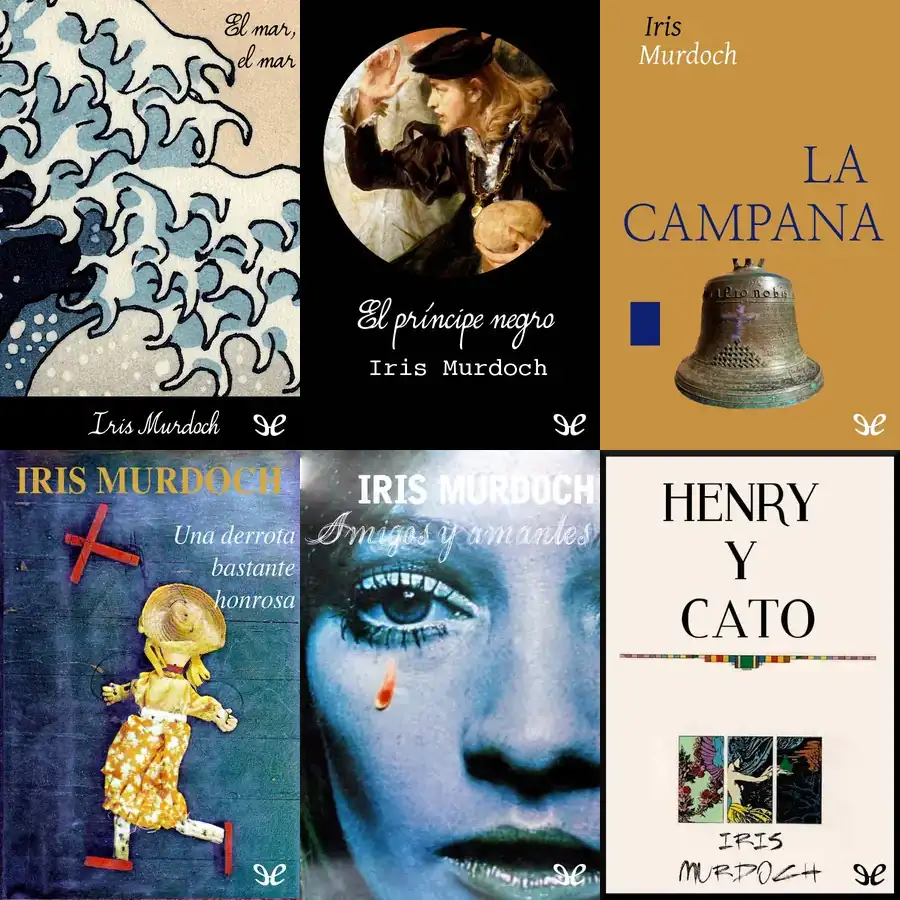 El mar,
el mar
Iris Murdoch
El príncipe negro
Iris Murdoch
Iris
Murdoch
LA
CAMPANA
IRIS MURDOCH
Una derrota
bastante
honrosa
IRIS MURDOCH
Amigos y amantes
HENRY
Y
CATO
IRIS
MURDOCH